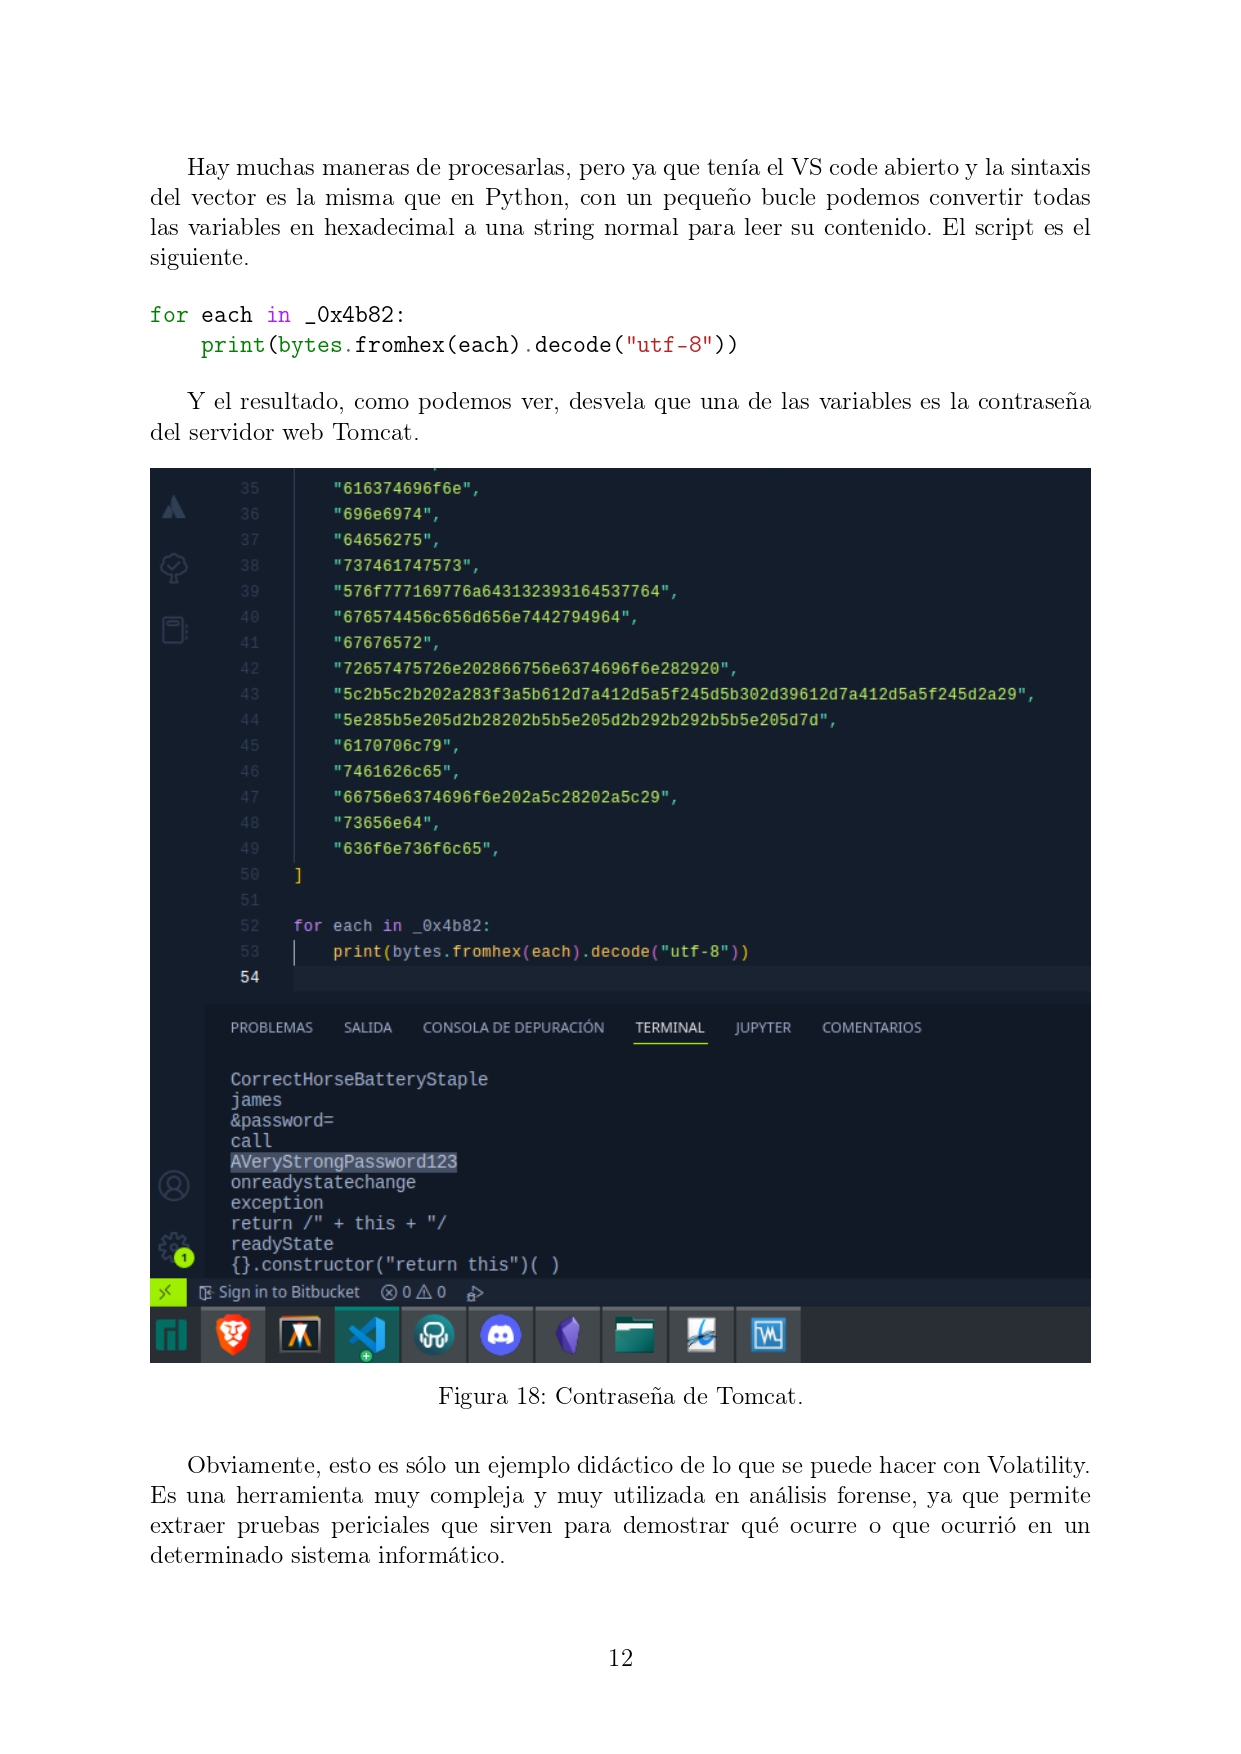 Hay muchas maneras de procesarlas, pero ya que tenía el VS code abierto y la sintaxis
del vector es la misma que en Python, con un pequeño bucle podemos convertir todas
las variables en hexadecimal a una string normal para leer su contenido. El script es el
siguiente.
for each in _0x4b82:
    print(bytes.fromhex(each).decode("utf-8"))
Y el resultado, como podemos ver, desvela que una de las variables es la contraseña
del servidor web Tomcat.
35 "616374696f6e",
36 "696e6974",
37 "64656275",
38 "737461747573",
39 "576f777169776a643132393164537764",
40 "676574456c656d656e7442794964",
41 "67676572",
42 "72657475726e202866756e6374696f6e282920",
43 "5c2b5c2b202a283f3a5b612d7a412d5a5f245d5b302d39612d7a412d5a5f245d2a29",
44 "5e285b5e205d2b28202b5b5e205d2b292b292b5b5e205d7d",
45 "6170706c79",
46 "7461626c65",
47 "66756e6374696f6e202a5c28202a5c29",
48 "73656e64",
49 "636f6e736f6c65",
50 ]
51
52 for each in _0x4b82:
53     print(bytes.fromhex(each).decode("utf-8"))
54
PROBLEMAS SALIDA CONSOLA DE DEPURACIÓN TERMINAL JUPYTER COMENTARIOS
CorrectHorseBatteryStaple
james
&password=
call
AVeryStrongPassword123
onreadystatechange
exception
return /" + this + "/
readyState
{}.constructor("return this")( )
1
Sign in to Bitbucket 0 0
Figura 18: Contraseña de Tomcat.
Obviamente, esto es sólo un ejemplo didáctico de lo que se puede hacer con Volatility.
Es una herramienta muy compleja y muy utilizada en análisis forense, ya que permite
extraer pruebas periciales que sirven para demostrar qué ocurre o que ocurrió en un
determinado sistema informático.
12